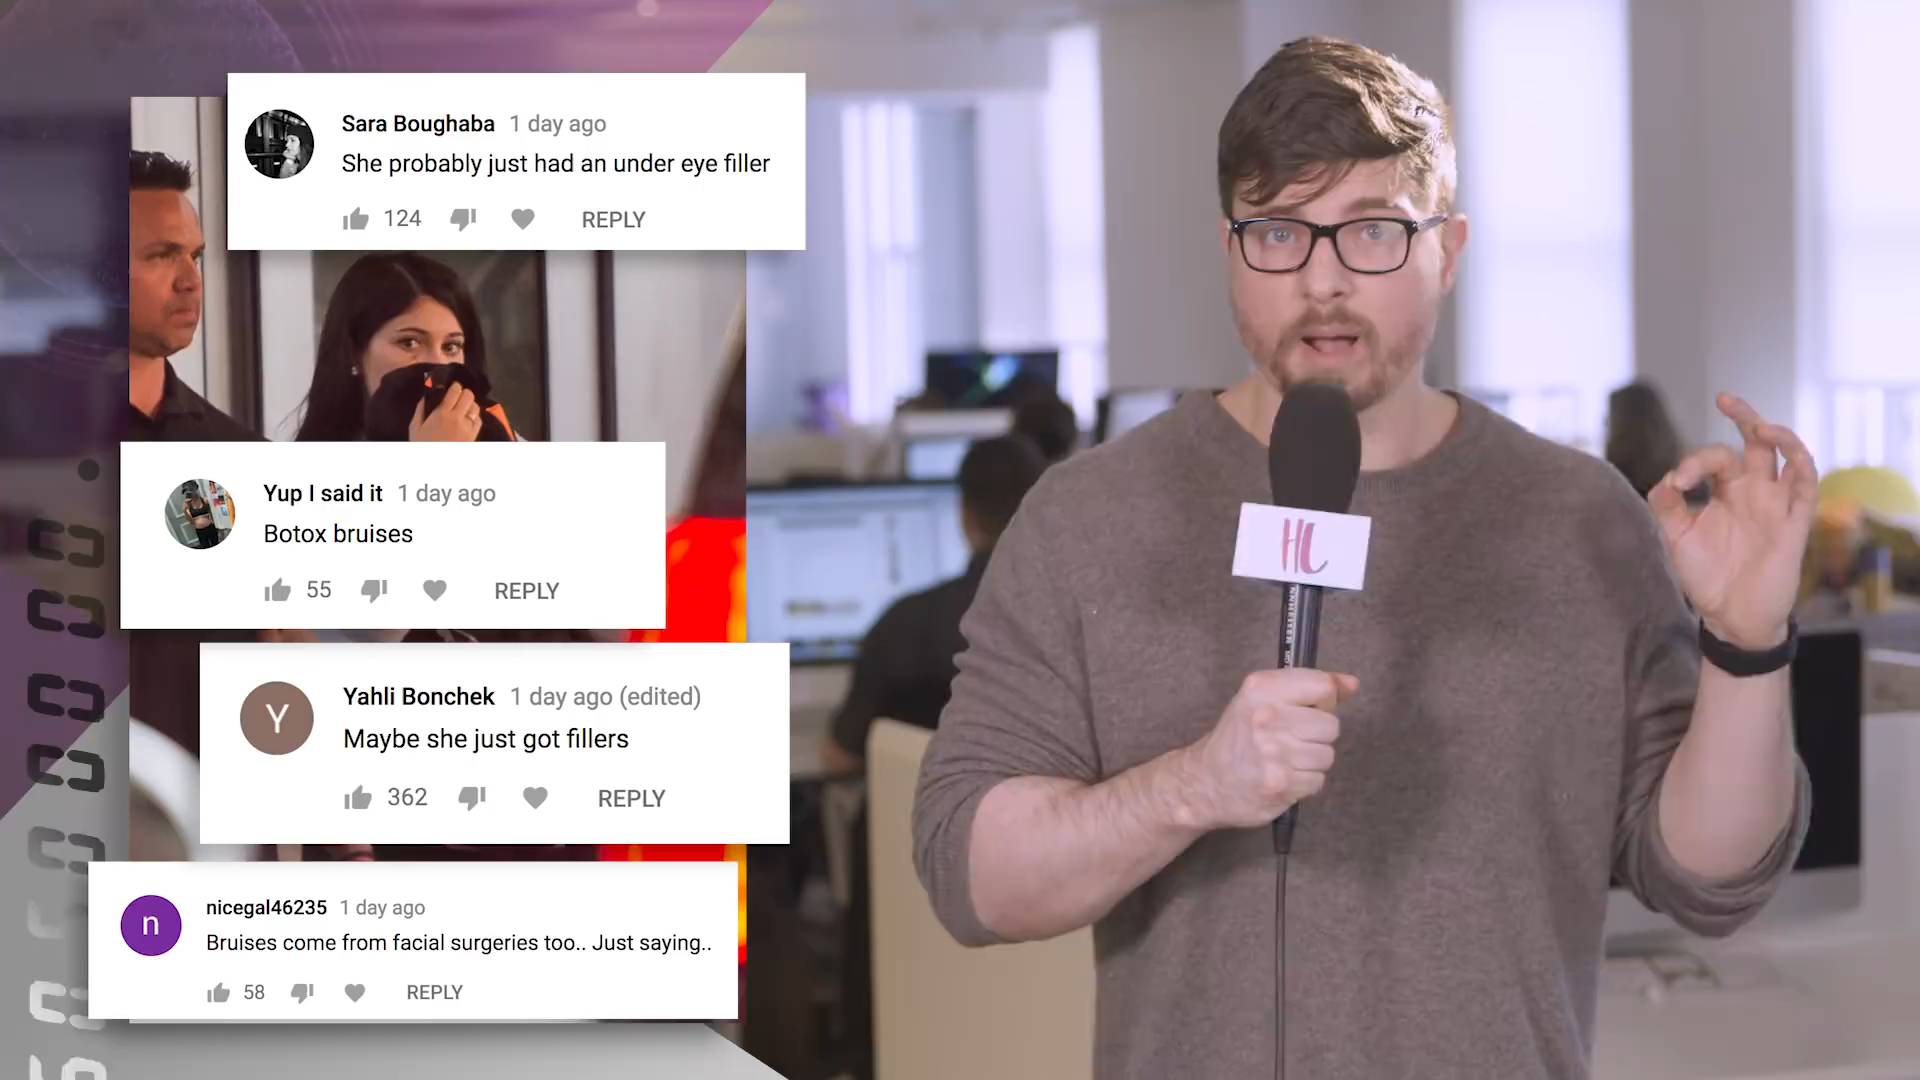 Sara Boughaba 1 day ago
She probably just had an under eye filler
124 REPLY
Yup I said it 1 day ago
Botox bruises
55 REPLY
Y
Yahli Bonchek 1 day ago (edited)
Maybe she just got fillers
362 REPLY
n
nicegal46235 1 day ago
Bruises come from facial surgeries too.. Just saying..
58 REPLY
HC